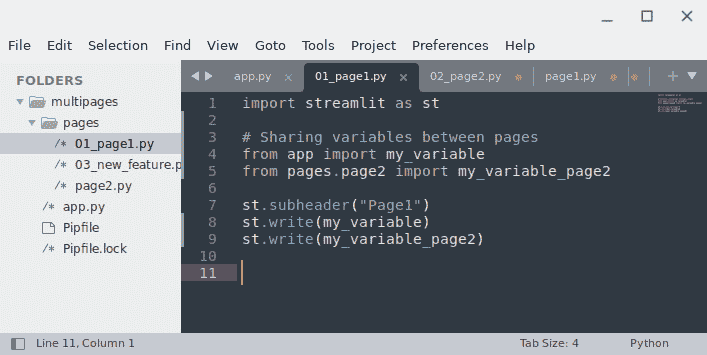 File Edit Selection Find View Goto Tools Project Preferences Help
FOLDERS
multipages
pages
/* 01_page1.py
/* 03_new_feature.p
/* page2.py
/* app.py
Pipfile
/* Pipfile.lock
app.py × 01_page1.py × 02_page2.py page1.py +
1 import streamlit as st
2
3 # Sharing variables between pages
4 from app import my_variable
5 from pages.page2 import my_variable_page2
6
7 st.subheader("Page1")
8 st.write(my_variable)
9 st.write(my_variable_page2)
10
11
Line 11, Column 1 Tab Size: 4 Python